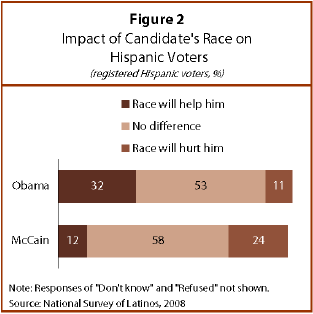 Figure 2
Impact of Candidate's Race on
Hispanic Voters
(registered Hispanic voters, %)
Race will help him
No difference
Race will hurt him
Obama 32 53 11
McCain 12 58 24
Note: Responses of "Don't know" and "Refused" not shown.
Source: National Survey of Latinos, 2008